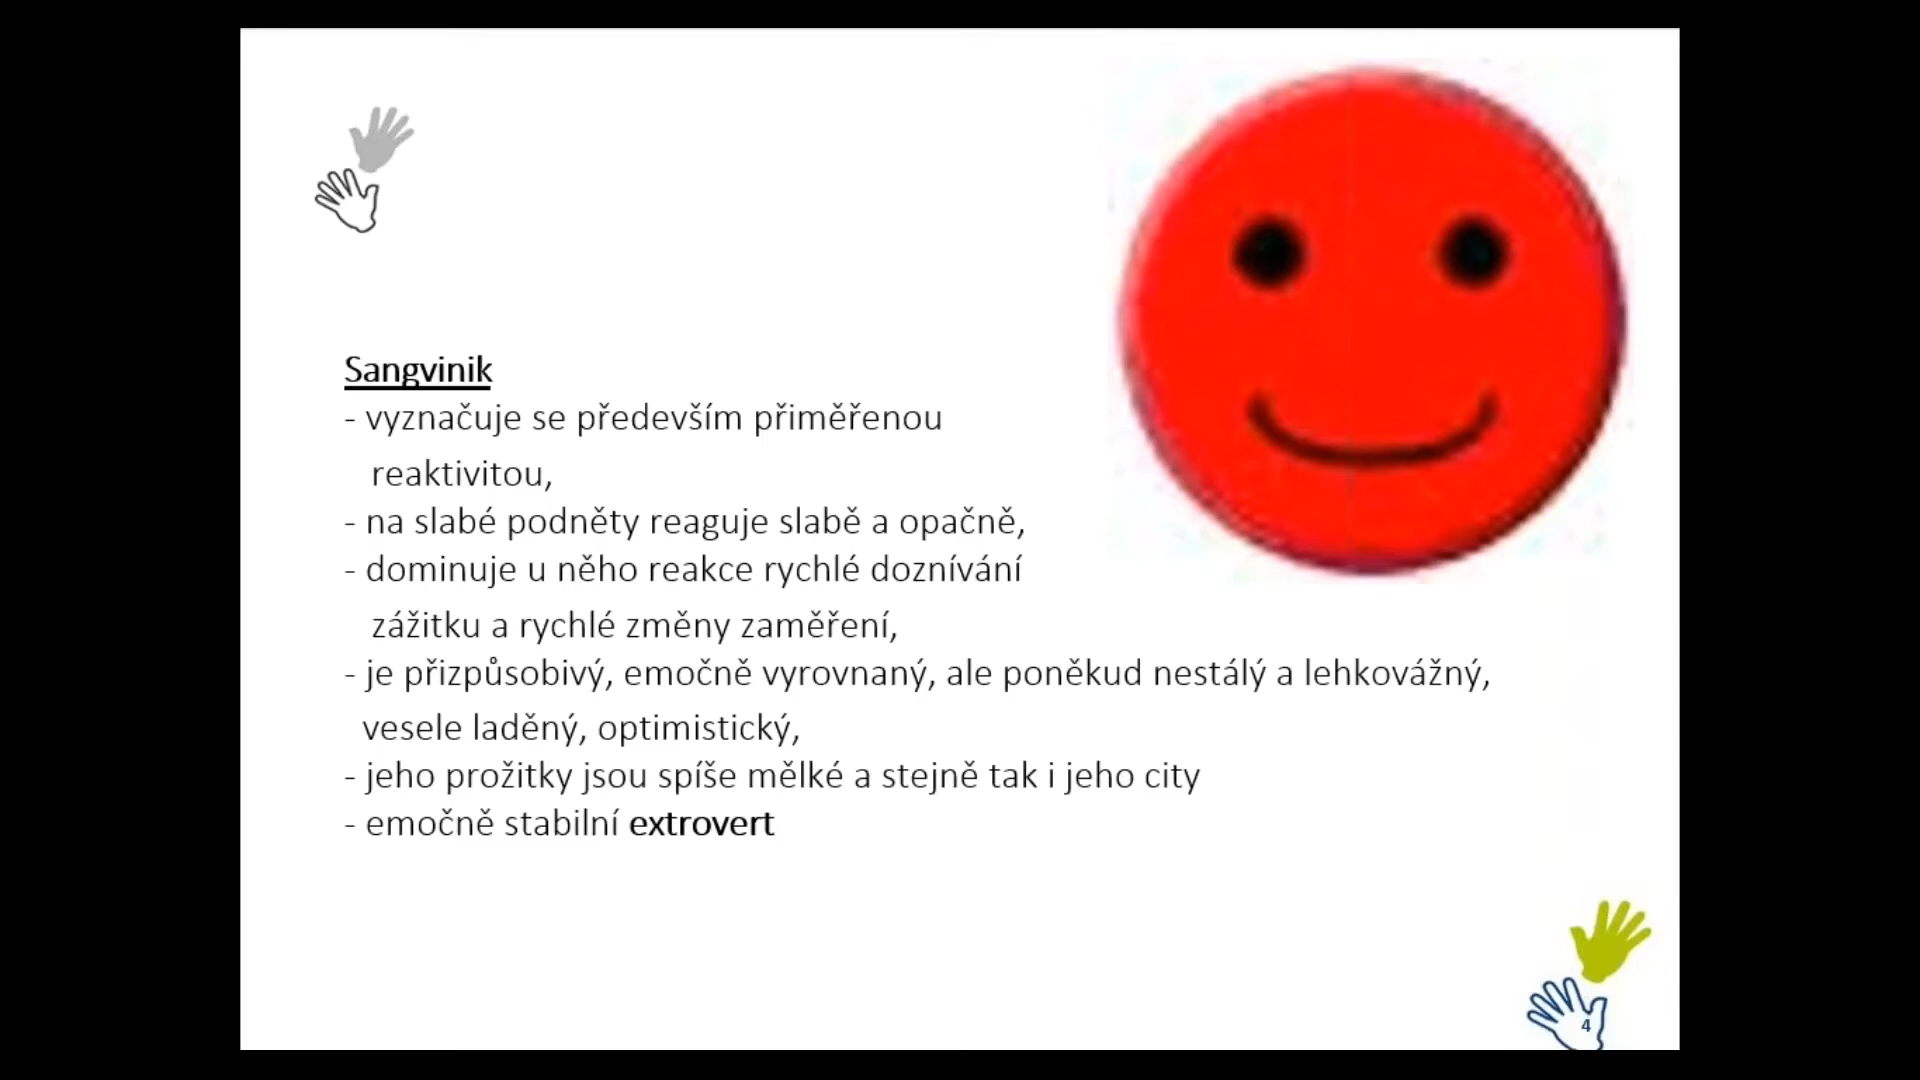 Sangvinik
- vyznačuje se především přiměřenou
reaktivitou,
- na slabé podněty reaguje slabě a opačně,
- dominuje u něho reakce rychlé doznívání
zážitku a rychlé změny zaměření,
- je přizpůsobivý, emočně vyrovnaný, ale poněkud nestálý a lehkovážný,
vesele laděný, optimistický,
- jeho prožitky jsou spíše mělké a stejně tak i jeho city
- emočně stabilní extrovert
4